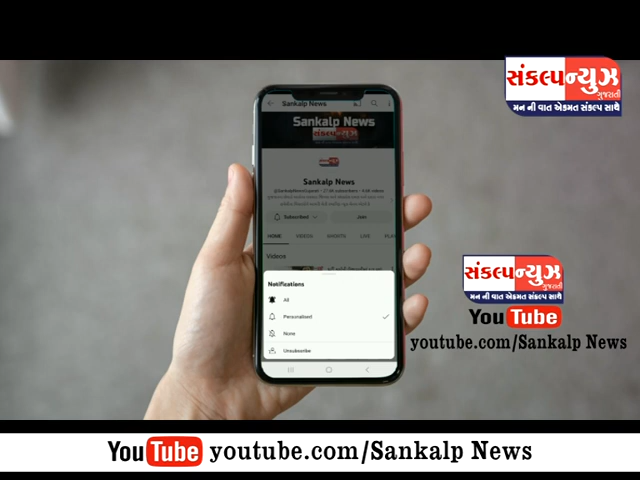 સંકલ્પન્યુઝ
ગુજરાતી
મન ની વાત એકમત સંકલ્પ સાથે
Sankalp News
Sankalp News
સંકલ્પન્યુઝ
Sankalp News
Subscribed
Join
HOME VIDEOS SHORTS LIVE
Videos
Notifications
All
Personalised
None
Unsubscribe
સંકલ્પન્યુઝ
ગુજરાતી
મન ની વાત એકમત સંકલ્પ સાથે
YouTube
youtube.com/Sankalp News
YouTube youtube.com/Sankalp News